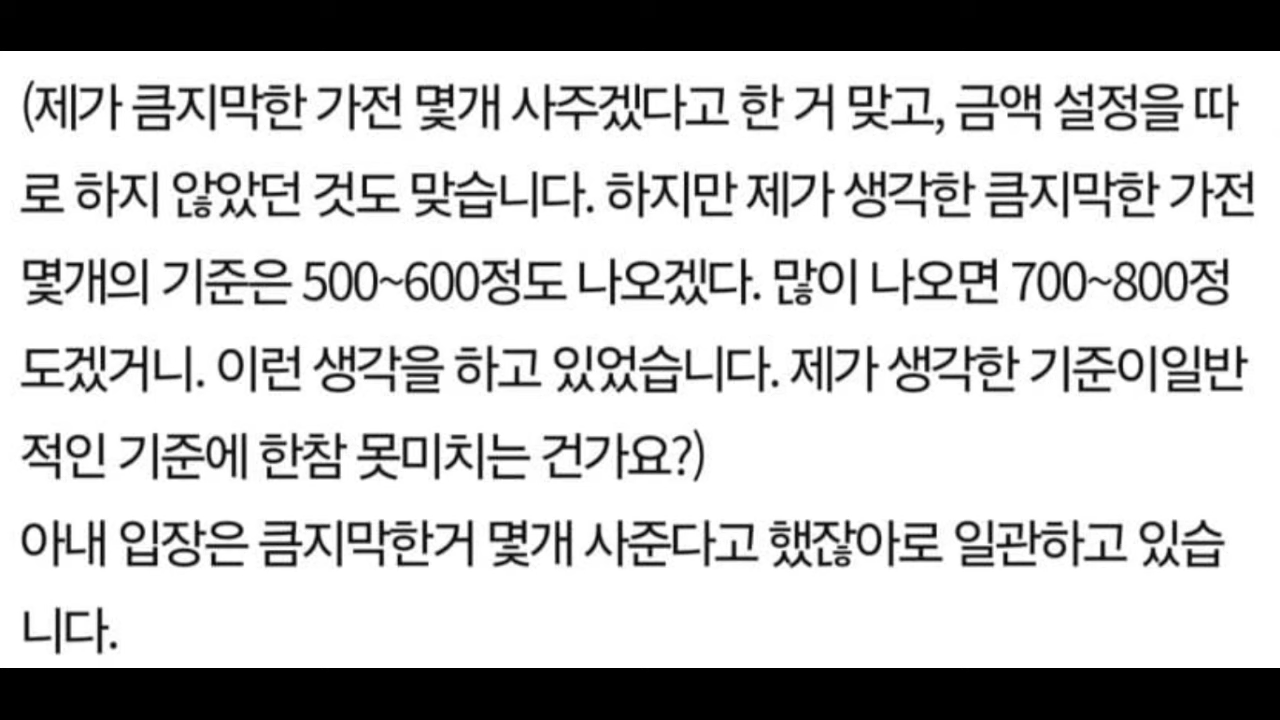 (제가 큼지막한 가전 몇개 사주겠다고 한 거 맞고, 금액 설정을 따
로 하지 않았던 것도 맞습니다. 하지만 제가 생각한 큼지막한 가전
몇개의 기준은 500~600정도 나오겠다. 많이 나오면 700~800정
도겠거니. 이런 생각을 하고 있었습니다. 제가 생각한 기준이일반
적인 기준에 한참 못미치는 건가요?)
아내 입장은 큼지막한거 몇개 사준다고 했잖아로 일관하고 있습
니다.